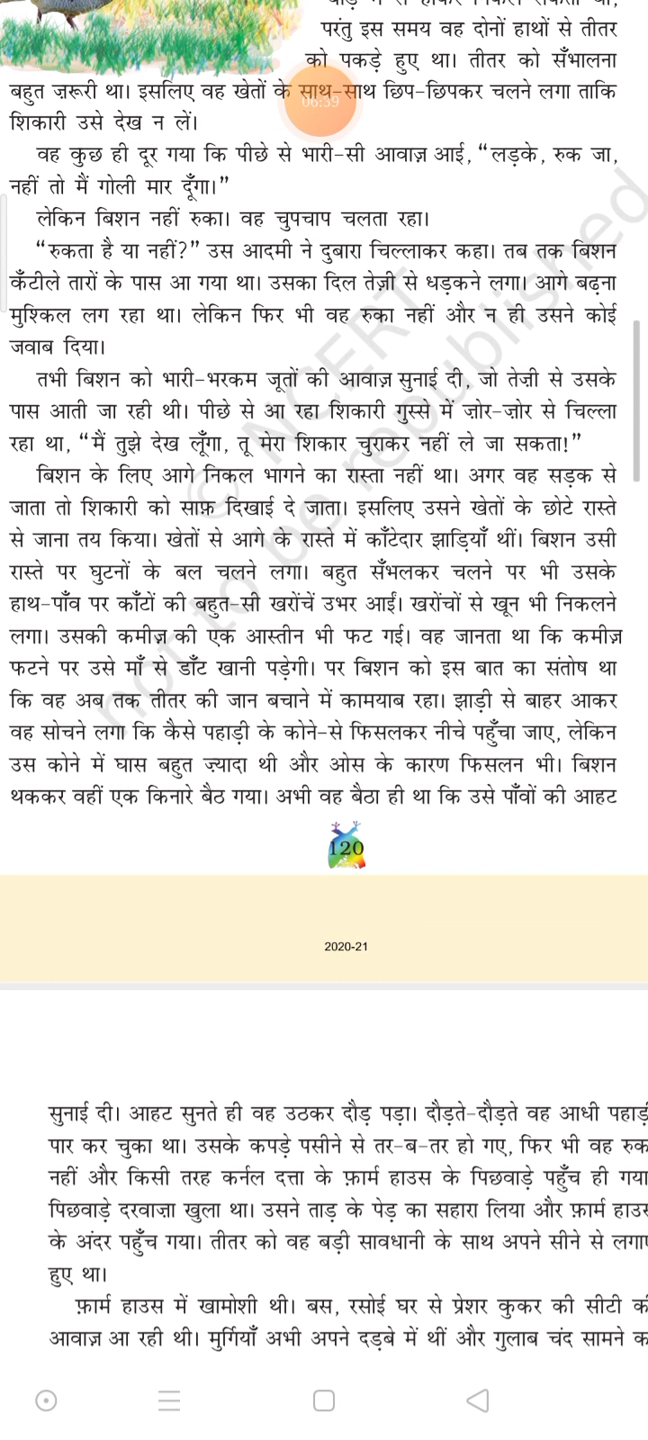 परंतु इस समय वह दोनों हाथों से तीतर
को पकड़े हुए था। तीतर को सँभालना
बहुत ज़रूरी था। इसलिए वह खेतों के साथ-साथ छिप-छिपकर चलने लगा ताकि
06:59
शिकारी उसे देख न लें।
वह कुछ ही दूर गया कि पीछे से भारी-सी आवाज़ आई, “लड़के, रुक जा,
नहीं तो मैं गोली मार दूँगा।”
लेकिन बिशन नहीं रुका। वह चुपचाप चलता रहा।
“रुकता है या नहीं?” उस आदमी ने दुबारा चिल्लाकर कहा। तब तक बिशन
कँटीले तारों के पास आ गया था। उसका दिल तेज़ी से धड़कने लगा। आगे बढ़ना
मुश्किल लग रहा था। लेकिन फिर भी वह रुका नहीं और न ही उसने कोई
जवाब दिया।
तभी बिशन को भारी-भरकम जूतों की आवाज़ सुनाई दी, जो तेज़ी से उसके
पास आती जा रही थी। पीछे से आ रहा शिकारी गुस्से में ज़ोर-ज़ोर से चिल्ला
रहा था, “मैं तुझे देख लूँगा, तू मेरा शिकार चुराकर नहीं ले जा सकता!”
बिशन के लिए आगे निकल भागने का रास्ता नहीं था। अगर वह सड़क से
जाता तो शिकारी को साफ़ दिखाई दे जाता। इसलिए उसने खेतों के छोटे रास्ते
से जाना तय किया। खेतों से आगे के रास्ते में काँटेदार झाड़ियाँ थीं। बिशन उसी
रास्ते पर घुटनों के बल चलने लगा। बहुत सँभलकर चलने पर भी उसके
हाथ-पाँव पर काँटों की बहुत-सी खरोंचें उभर आईं। खरोंचों से खून भी निकलने
लगा। उसकी कमीज़ की एक आस्तीन भी फट गई। वह जानता था कि कमीज़
फटने पर उसे माँ से डाँट खानी पड़ेगी। पर बिशन को इस बात का संतोष था
कि वह अब तक तीतर की जान बचाने में कामयाब रहा। झाड़ी से बाहर आकर
वह सोचने लगा कि कैसे पहाड़ी के कोने-से फिसलकर नीचे पहुँचा जाए, लेकिन
उस कोने में घास बहुत ज़्यादा थी और ओस के कारण फिसलन भी। बिशन
थककर वहीं एक किनारे बैठ गया। अभी वह बैठा ही था कि उसे पाँवों की आहट
© NCERT
not to be republished
120
2020-21
सुनाई दी। आहट सुनते ही वह उठकर दौड़ पड़ा। दौड़ते-दौड़ते वह आधी
पार कर चुका था। उसके कपड़े पसीने से तर-ब-तर हो गए, फिर भी वह
नहीं और किसी तरह कर्नल दत्ता के फ़ार्म हाउस के पिछवाड़े पहुँच ही गया
पिछवाड़े दरवाज़ा खुला था। उसने ताड़ के पेड़ का सहारा लिया और फ़ार्म
के अंदर पहुँच गया। तीतर को वह बड़ी सावधानी के साथ अपने सीने से
हुए था।
फ़ार्म हाउस में खामोशी थी। बस, रसोई घर से प्रेशर कुकर की सीटी
आवाज़ आ रही थी। मुर्गियाँ अभी अपने दड़बे में थीं और गुलाब चंद सामने